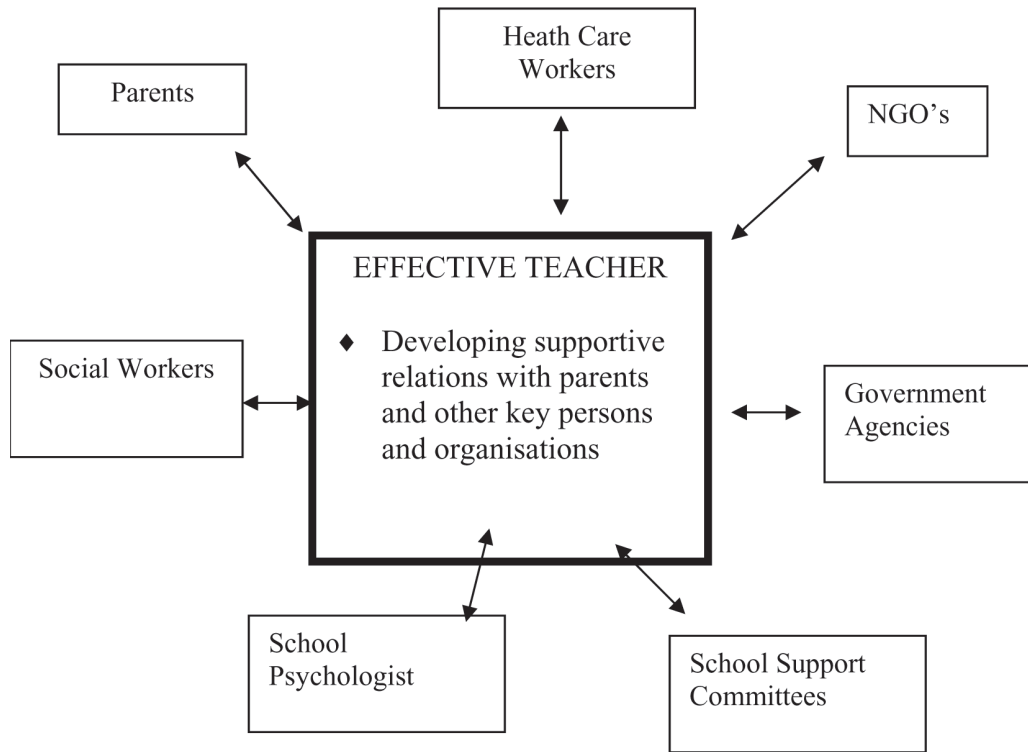 Heath Care
Workers
Parents
NGO's
EFFECTIVE TEACHER
♦ Developing supportive
relations with parents
and other key persons
and organisations
Social Workers
Government
Agencies
School
Psychologist
School Support
Committees